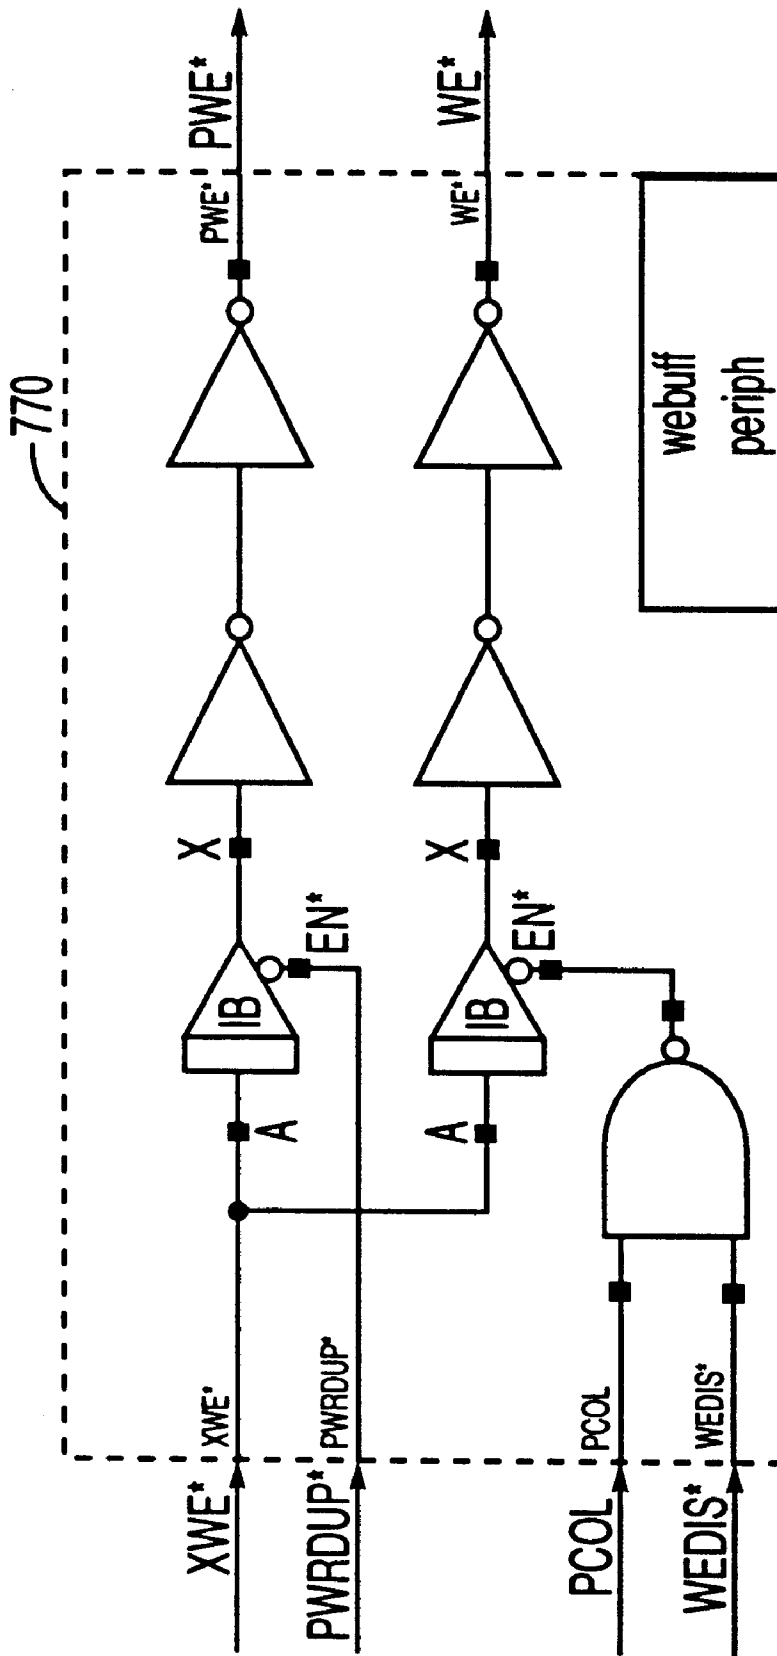 770
XWE*
XWE*
A
IB
X
EN*
PWE*
PWE*
PWRDUP*
PWRDUP*
A
IB
X
EN*
WE*
WE*
PCOL
PCOL
WEDIS*
WEDIS*
webuff
periph